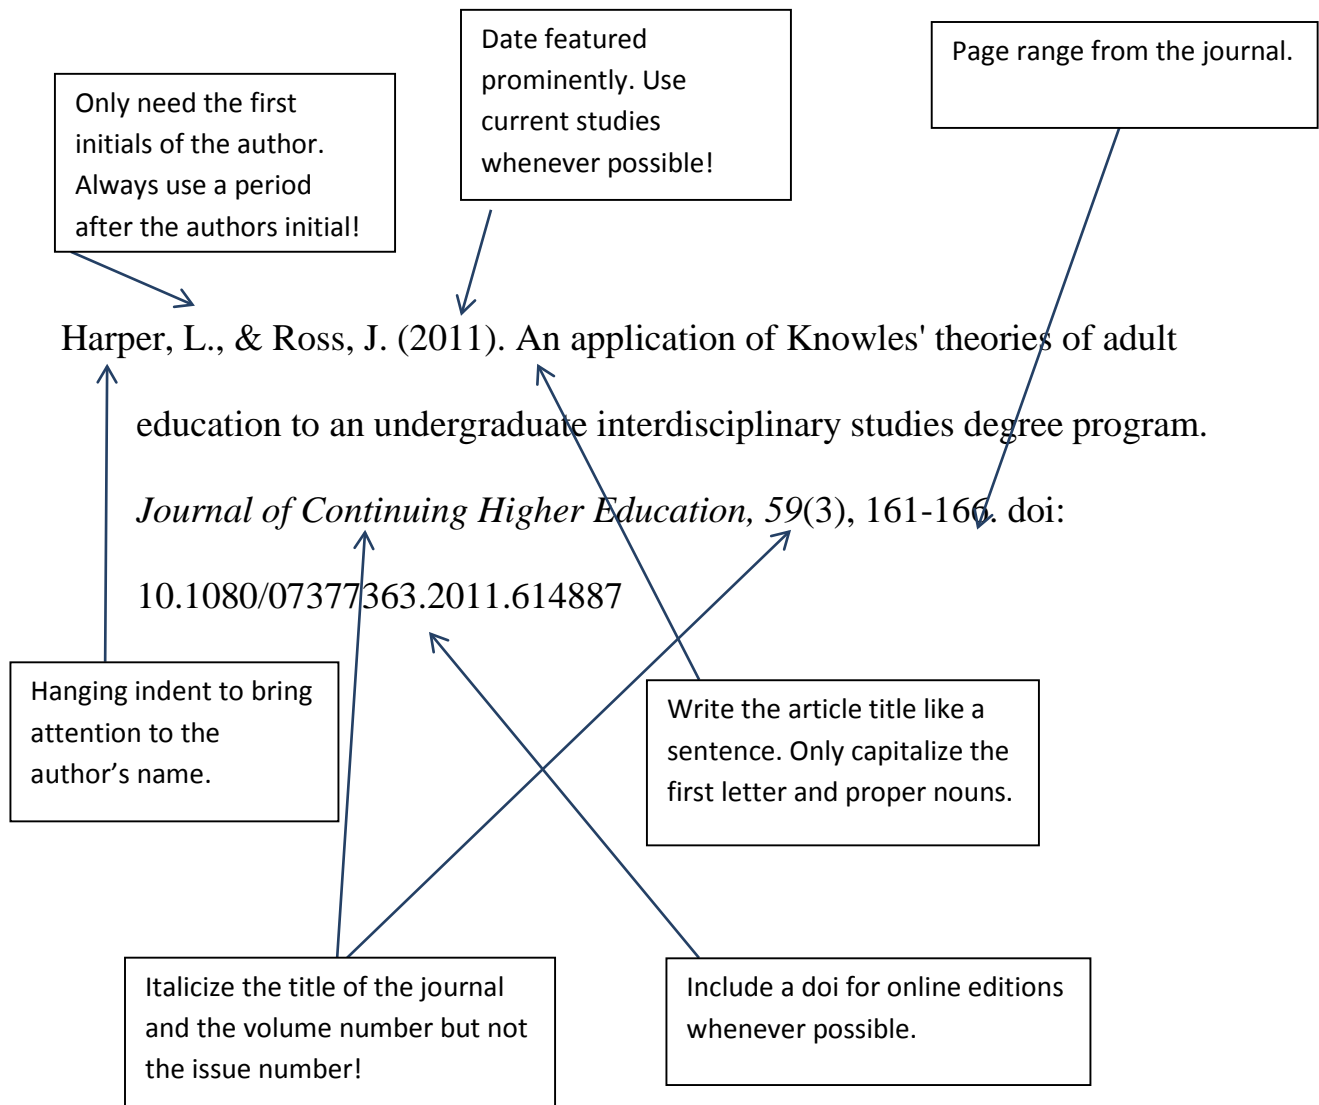 Only need the first
initials of the author.
Always use a period
after the authors initial!
Date featured
prominently. Use
current studies
whenever possible!
Page range from the journal.
Harper, L., & Ross, J. (2011). An application of Knowles' theories of adult
education to an undergraduate interdisciplinary studies degree program.
Journal of Continuing Higher Education, 59(3), 161-166. doi:
10.1080/07377363.2011.614887
Hanging indent to bring
attention to the
author’s name.
Write the article title like a
sentence. Only capitalize the
first letter and proper nouns.
Italicize the title of the journal
and the volume number but not
the issue number!
Include a doi for online editions
whenever possible.